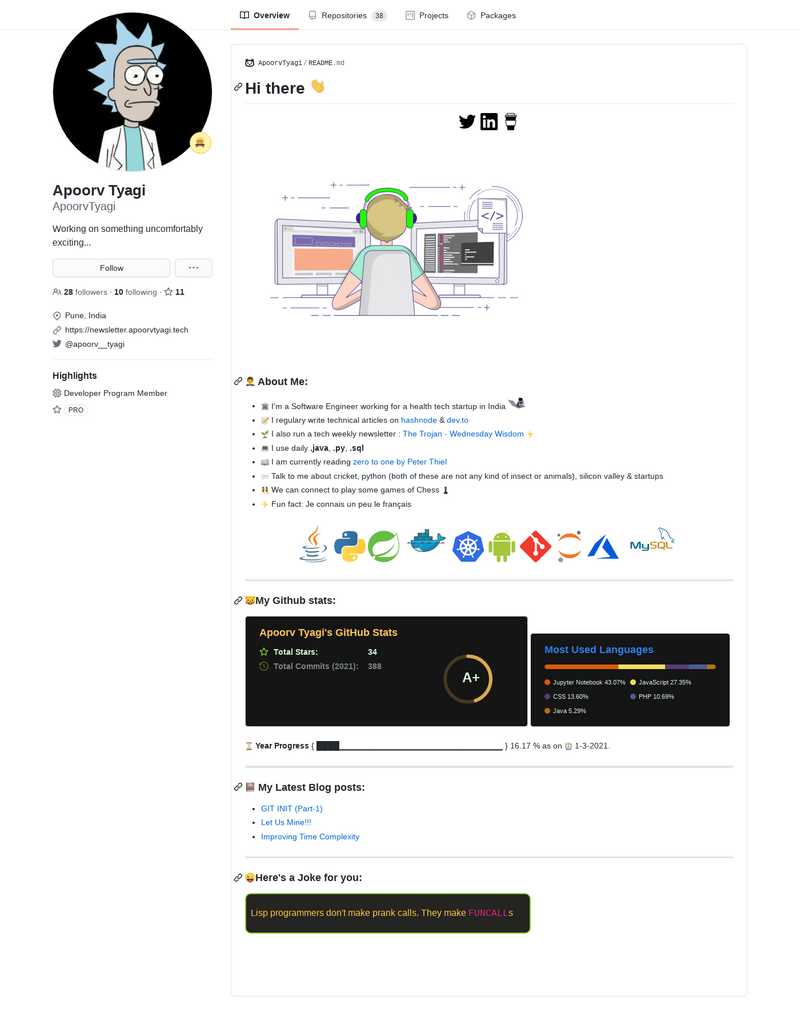 Overview Repositories 38 Projects Packages
Apoorv Tyagi
ApoorvTyagi
Working on something uncomfortably
exciting...
Follow
28 followers · 10 following · 11
Pune, India
https://newsletter.apoorvtyagi.tech
@apoorv__tyagi
Highlights
Developer Program Member
PRO
ApoorvTyagi / README.md
Hi there 👋
</>
👨‍💼 About Me:
I'm a Software Engineer working for a health tech startup in India
📝 I regulary write technical articles on hashnode & dev.to
🌱 I also run a tech weekly newsletter : The Trojan - Wednesday Wisdom ⚡
💻 I use daily .java, .py, .sql
📖 I am currently reading zero to one by Peter Thiel
Talk to me about cricket, python (both of these are not any kind of insect or animals), silicon valley & startups
We can connect to play some games of Chess ♟
⚡ Fun fact: Je connais un peu le français
MySQL
My Github stats:
Apoorv Tyagi's GitHub Stats
Total Stars: 34
Total Commits (2021): 388
A+
Most Used Languages
Jupyter Notebook 43.07% JavaScript 27.35%
CSS 13.60% PHP 10.69%
Java 5.29%
⏳ Year Progress { ████▁▁▁▁▁▁▁▁▁▁▁▁▁▁▁▁▁▁▁▁▁▁▁▁▁▁ } 16.17 % as on ⏰ 1-3-2021.
My Latest Blog posts:
GIT INIT (Part-1)
Let Us Mine!!!
Improving Time Complexity
😜Here's a Joke for you:
Lisp programmers don't make prank calls. They make FUNCALLs